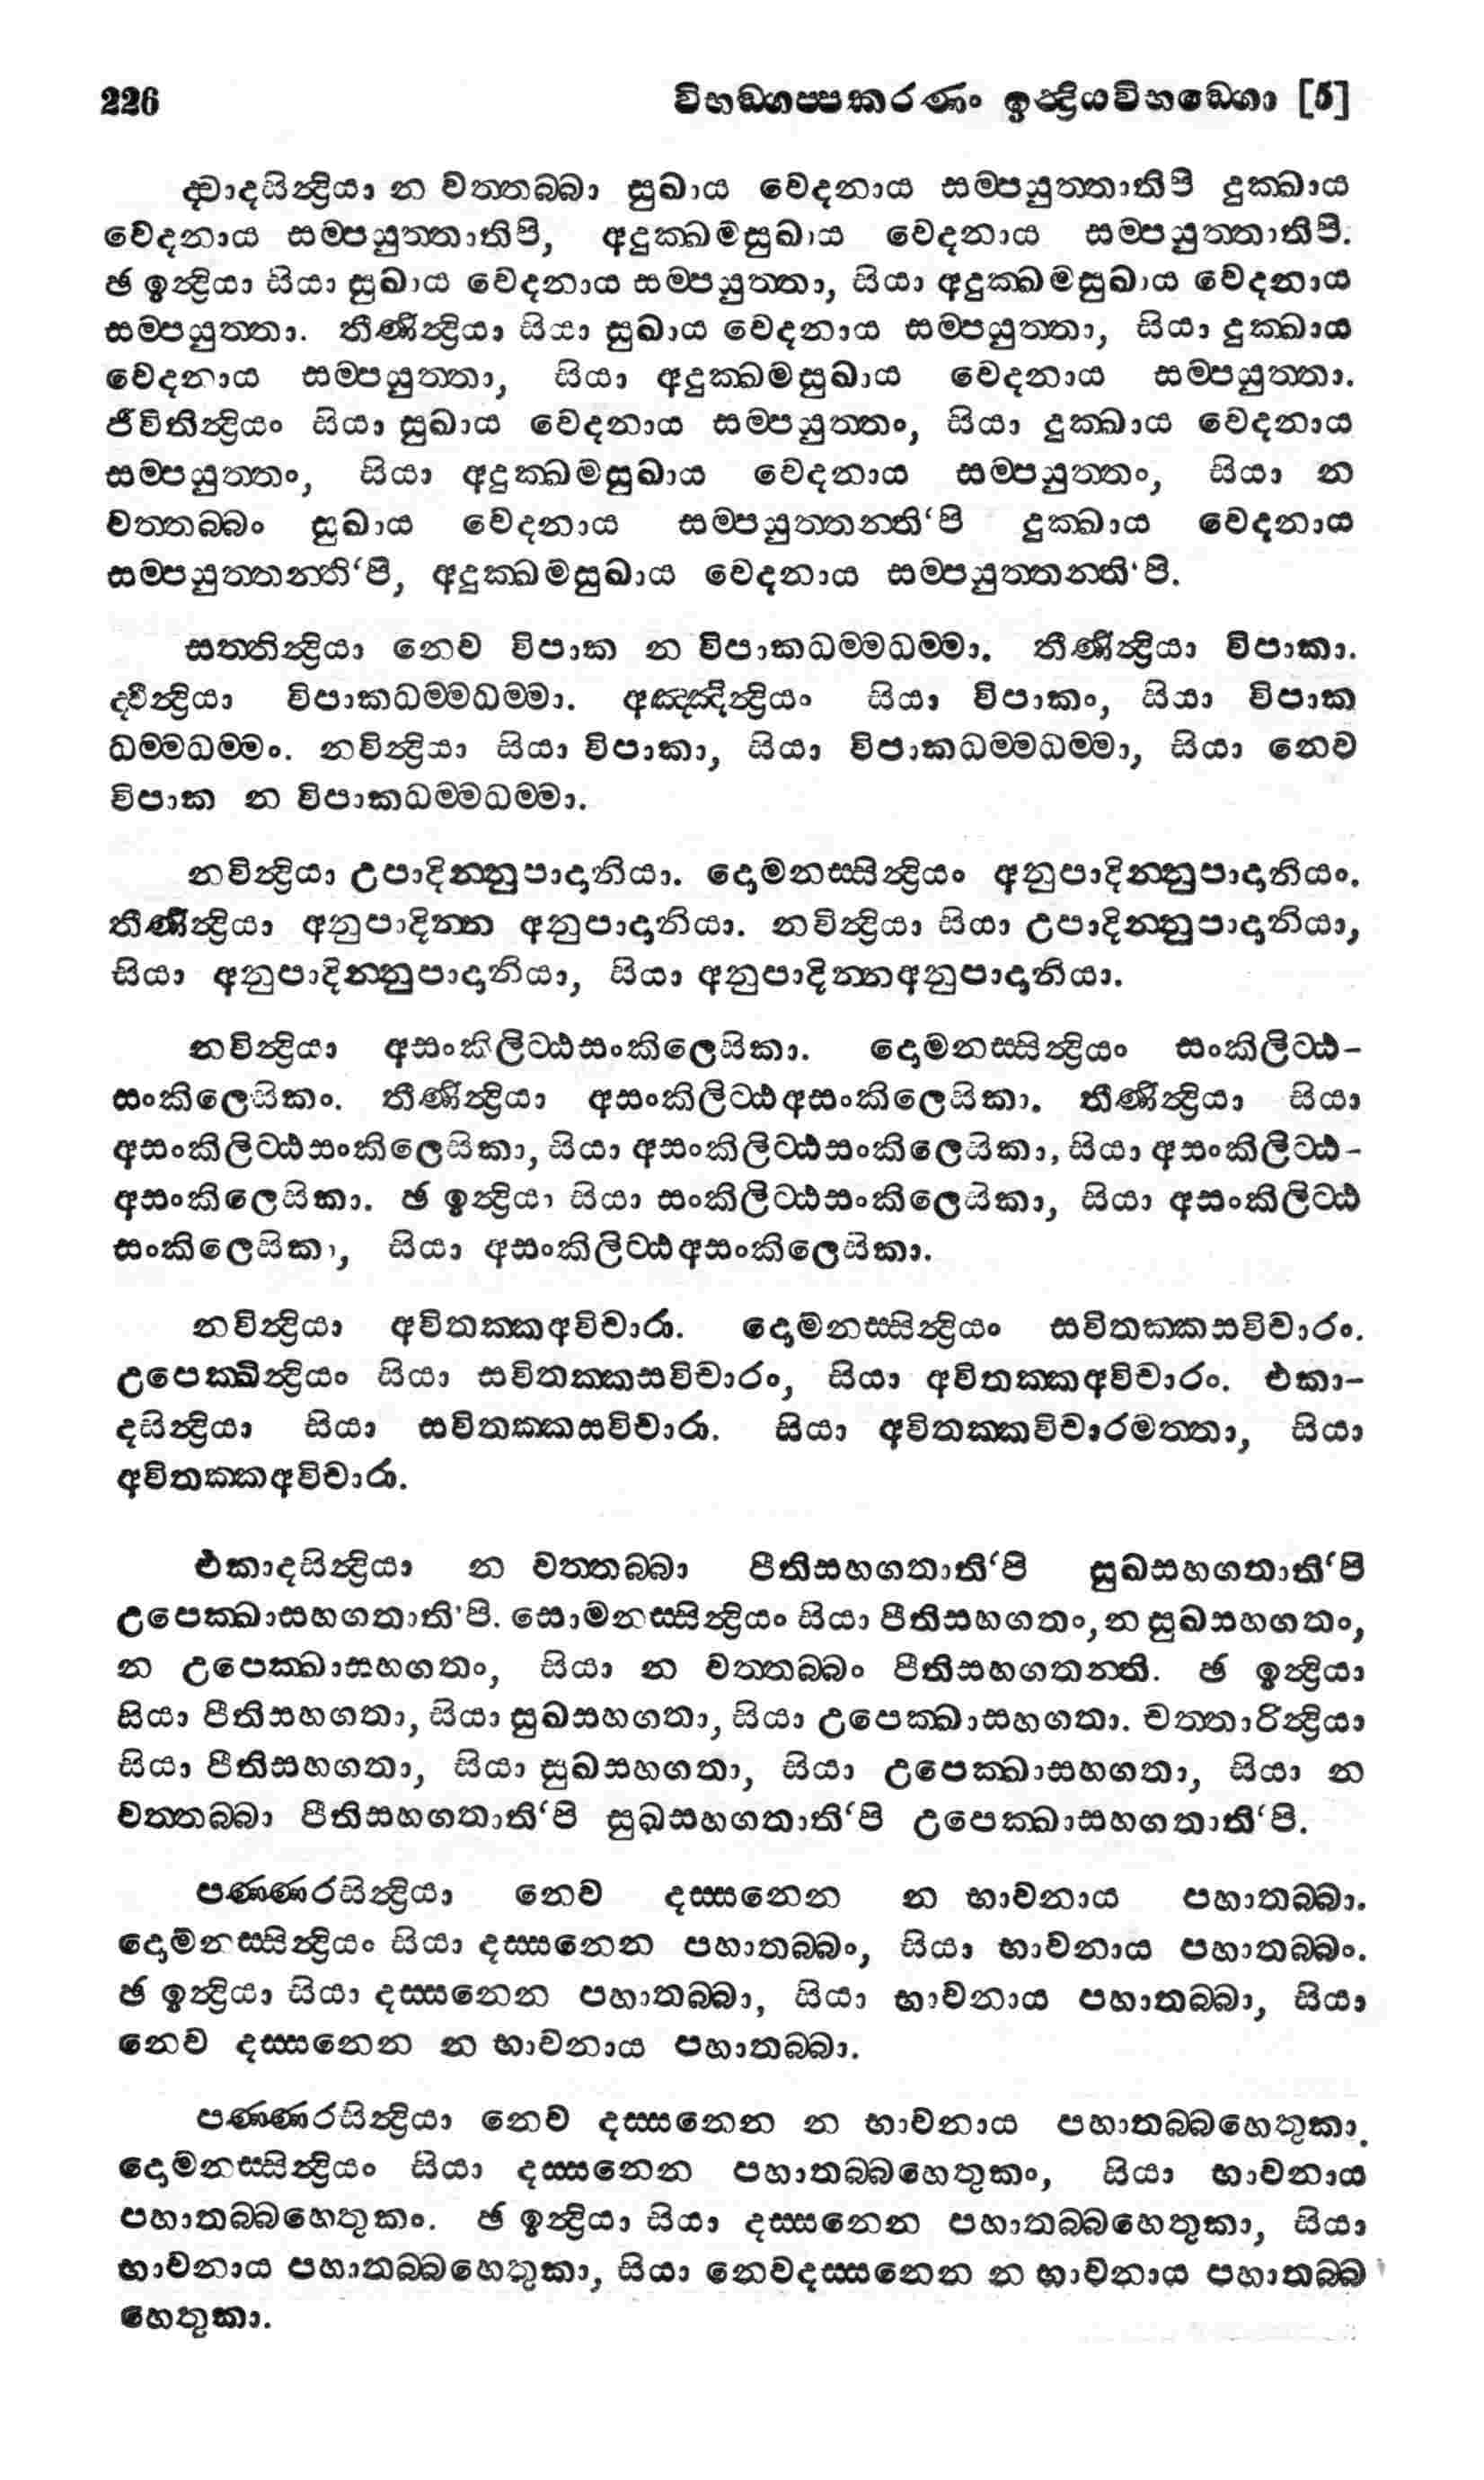 226 විභඞ්ගප්පකරණං ඉන්ද්‍රියවිභඞ්ගො [5]
ද්වාදසින්ද්‍රියා න වත්තබ්බා සුඛාය වේදනාය සම්පයුත්තාතිපි දුක්ඛාය
වේදනාය සම්පයුත්තාතිපි, අදුක්ඛමසුඛාය වේදනාය සම්පයුත්තාතිපි.
ඡ ඉන්ද්‍රියා සියා සුඛාය වේදනාය සම්පයුත්තා, සියා අදුක්ඛමසුඛාය වේදනාය
සම්පයුත්තා. තීණින්ද්‍රියා සියා සුඛාය වේදනාය සම්පයුත්තා, සියා දුක්ඛාය
වේදනාය සම්පයුත්තා, සියා අදුක්ඛමසුඛාය වේදනාය සම්පයුත්තා.
ජීවිතින්ද්‍රියං සියා සුඛාය වේදනාය සම්පයුත්තං, සියා දුක්ඛාය වේදනාය
සම්පයුත්තං, සියා අදුක්ඛමසුඛාය වේදනාය සම්පයුත්තං, සියා න
වත්තබ්බං සුඛාය වේදනාය සම්පයුත්තන්ති‘පි දුක්ඛාය වේදනාය
සම්පයුත්තන්ති‘පි, අදුක්ඛමසුඛාය වේදනාය සම්පයුත්තන්ති‘පි.
සත්තින්ද්‍රියා නෙව විපාක න විපාකධම්මධම්මා. තීණින්ද්‍රියා විපාකා.
ද්වීන්ද්‍රියා විපාකධම්මධම්මා. අඤ්ඤින්ද්‍රියං සියා විපාකං, සියා විපාක
ධම්මධම්මං. නවින්ද්‍රියා සියා විපාකා, සියා විපාකධම්මධම්මා, සියා නෙව
විපාක න විපාකධම්මධම්මා.
නවින්ද්‍රියා උපාදින්නුපාදානියා. දොමනස්සින්ද්‍රියං අනුපාදින්නුපාදානියං.
තීණින්ද්‍රියා අනුපාදින්න අනුපාදානියා. නවින්ද්‍රියා සියා උපාදින්නුපාදානියා,
සියා අනුපාදින්නුපාදානියා, සියා අනුපාදින්නඅනුපාදානියා.
නවින්ද්‍රියා අසංකිලිට්ඨසංකිලෙසිකා. දොමනස්සින්ද්‍රියං සංකිලිට්ඨ-
සංකිලෙසිකං. තීණින්ද්‍රියා අසංකිලිට්ඨඅසංකිලෙසිකා. තීණින්ද්‍රියා සියා
අසංකිලිට්ඨසංකිලෙසිකා, සියා අසංකිලිට්ඨසංකිලෙසිකා, සියා අසංකිලිට්ඨ-
අසංකිලෙසිකා. ඡ ඉන්ද්‍රියා සියා සංකිලිට්ඨසංකිලෙසිකා, සියා අසංකිලිට්ඨ
සංකිලෙසිකා, සියා අසංකිලිට්ඨඅසංකිලෙසිකා.
නවින්ද්‍රියා අවිතක්කඅවිචාරා. දොමනස්සින්ද්‍රියං සවිතක්කසවිචාරං.
උපෙක්ඛින්ද්‍රියං සියා සවිතක්කසවිචාරං, සියා අවිතක්කඅවිචාරං. එකා-
දසින්ද්‍රියා සියා සවිතක්කසවිචාරා. සියා අවිතක්කවිචාරමත්තා, සියා
අවිතක්කඅවිචාරා.
එකාදසින්ද්‍රියා න වත්තබ්බා පීතිසහගතාති‘පි සුඛසහගතාති‘පි
උපෙක්ඛාසහගතාති’පි. සොමනස්සින්ද්‍රියං සියා පීතිසහගතං, න සුඛසහගතං,
න උපෙක්ඛාසහගතං, සියා න වත්තබ්බං පීතිසහගතන්ති. ඡ ඉන්ද්‍රියා
සියා පීතිසහගතා, සියා සුඛසහගතා, සියා උපෙක්ඛාසහගතා. චත්තාරින්ද්‍රියා
සියා පීතිසහගතා, සියා සුඛසහගතා, සියා උපෙක්ඛාසහගතා, සියා න
වත්තබ්බා පීතිසහගතාති‘පි සුඛසහගතාති‘පි උපෙක්ඛාසහගතාති‘පි.
පණ්ණරසින්ද්‍රියා නෙව දස්සනෙන න භාවනාය පහාතබ්බා.
දොමනස්සින්ද්‍රියං සියා දස්සනෙන පහාතබ්බං, සියා භාවනාය පහාතබ්බං.
ඡ ඉන්ද්‍රියා සියා දස්සනෙන පහාතබ්බා, සියා භාවනාය පහාතබ්බා, සියා
නෙව දස්සනෙන න භාවනාය පහාතබ්බා.
පණ්ණරසින්ද්‍රියා නෙව දස්සනෙන න භාවනාය පහාතබ්බහෙතුකා.
දොමනස්සින්ද්‍රියං සියා දස්සනෙන පහාතබ්බහෙතුකං, සියා භාවනාය
පහාතබ්බහෙතුකං. ඡ ඉන්ද්‍රියා සියා දස්සනෙන පහාතබ්බහෙතුකා, සියා
භාවනාය පහාතබ්බහෙතුකා, සියා නෙවදස්සනෙන න භාවනාය පහාතබ්බ
හෙතුකා.